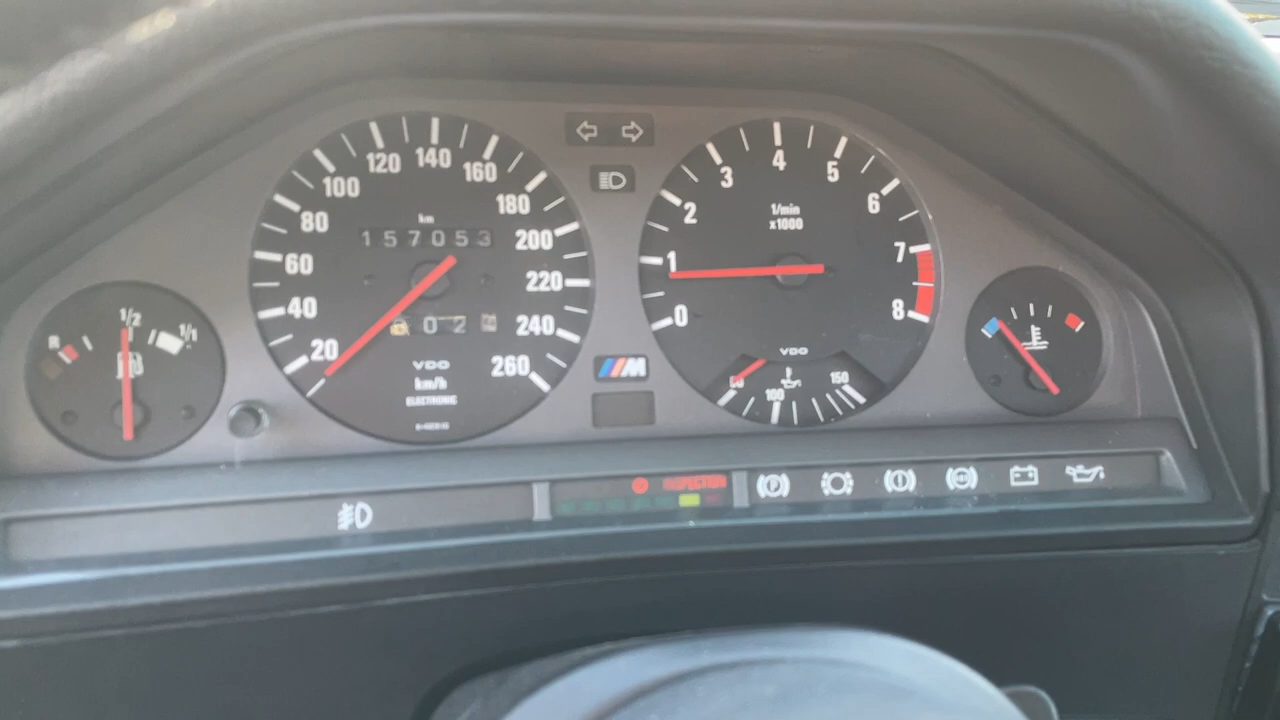 120 140 160
100 180
80 200
60 220
40 240
20 260
km
157053
02
VDO
km/h
ELECTRONIC
M
0 1 2 3 4 5 6 7 8
1/min
x1000
VDO
100 150
R 1/2 1/1
INSPECTION
P
ABS